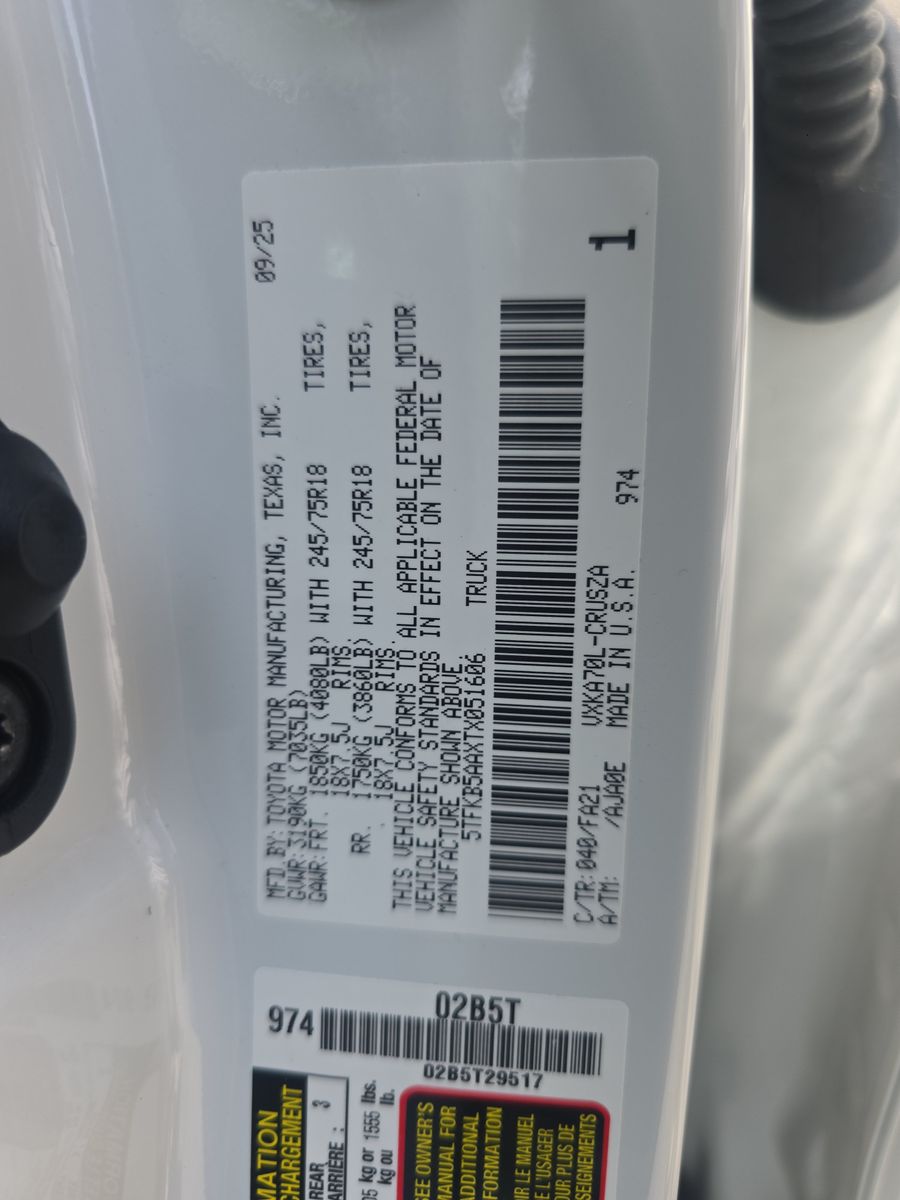 MFD.BY:TOYOTA MOTOR MANUFACTURING, TEXAS, INC. 09/25
GVWR:3190KG (7035LB)
GAWR:FRT. 1850KG (4080LB) WITH 245/75R18 TIRES,
18X7.5J RIMS.
RR. 1750KG (3860LB) WITH 245/75R18 TIRES,
18X7.5J RIMS.
THIS VEHICLE CONFORMS TO ALL APPLICABLE FEDERAL MOTOR
VEHICLE SAFETY STANDARDS IN EFFECT ON THE DATE OF
MANUFACTURE SHOWN ABOVE.
5TFKB5AAXTX051606 TRUCK
C/TR:040/FA21 VXKA70L-CRUSZA 974 1
A/TM: /AJA0E MADE IN U.S.A.
974
02B5T
02B5T29517
MATION
CHARGEMENT
REAR
ARRIÈRE : 3
kg or 1555 lbs.
kg ou lb.
SEE OWNER'S
MANUAL FOR
ADDITIONAL
FORMATION
IR LE MANUEL
E L'USAGER
OUR PLUS DE
SEIGNEMENTS